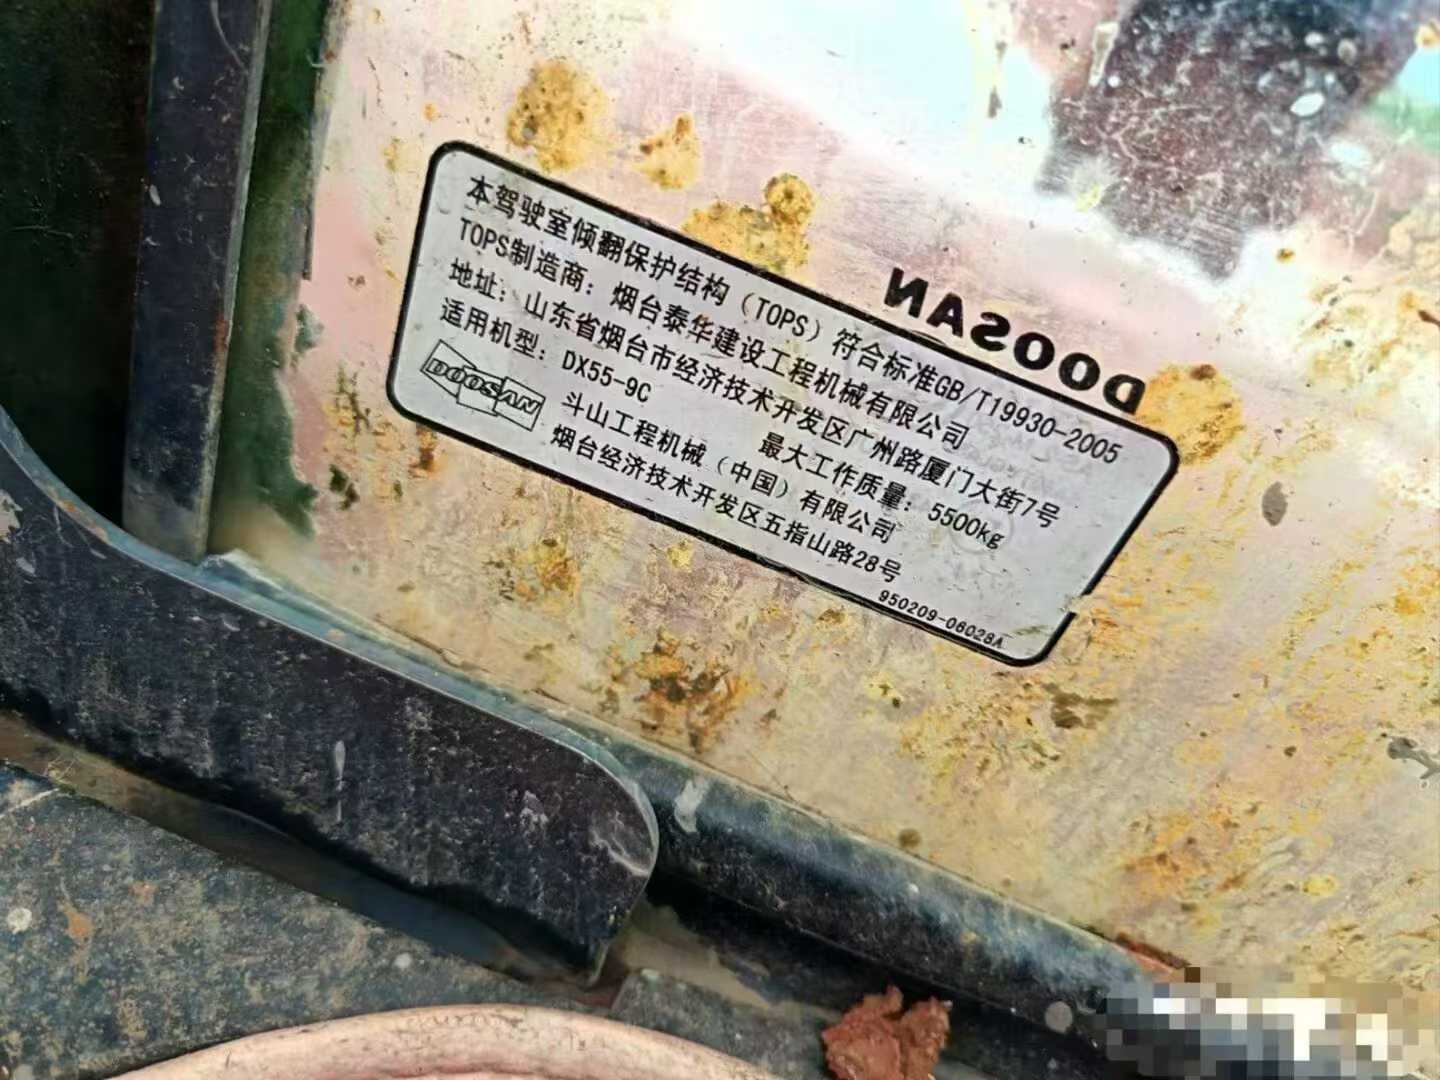 DOOSAN
本驾驶室倾翻保护结构（TOPS）符合标准GB/T19930-2005
TOPS制造商：烟台泰华建设工程机械有限公司
地址：山东省烟台市经济技术开发区广州路厦门大街7号
适用机型：DX55-9C 最大工作质量：5500kg
DOOSAN 斗山工程机械（中国）有限公司
烟台经济技术开发区五指山路28号
950209-06028A